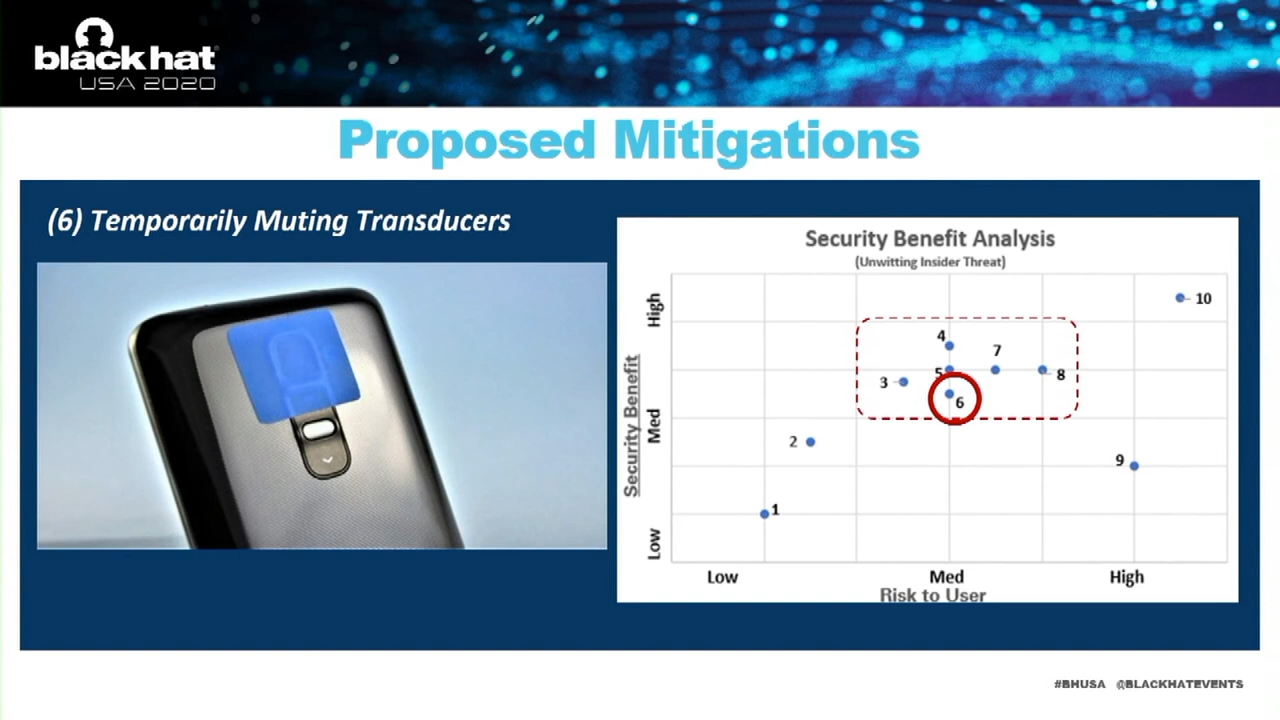 black hat
USA 2020
Proposed Mitigations
(6) Temporarily Muting Transducers
Security Benefit Analysis
(Unwitting Insider Threat)
High
Med
Low
Security Benefit
10
4
7
5
8
3
6
2
9
1
Low
Med
High
Risk to User
#BHUSA @BLACKHATEVENTS